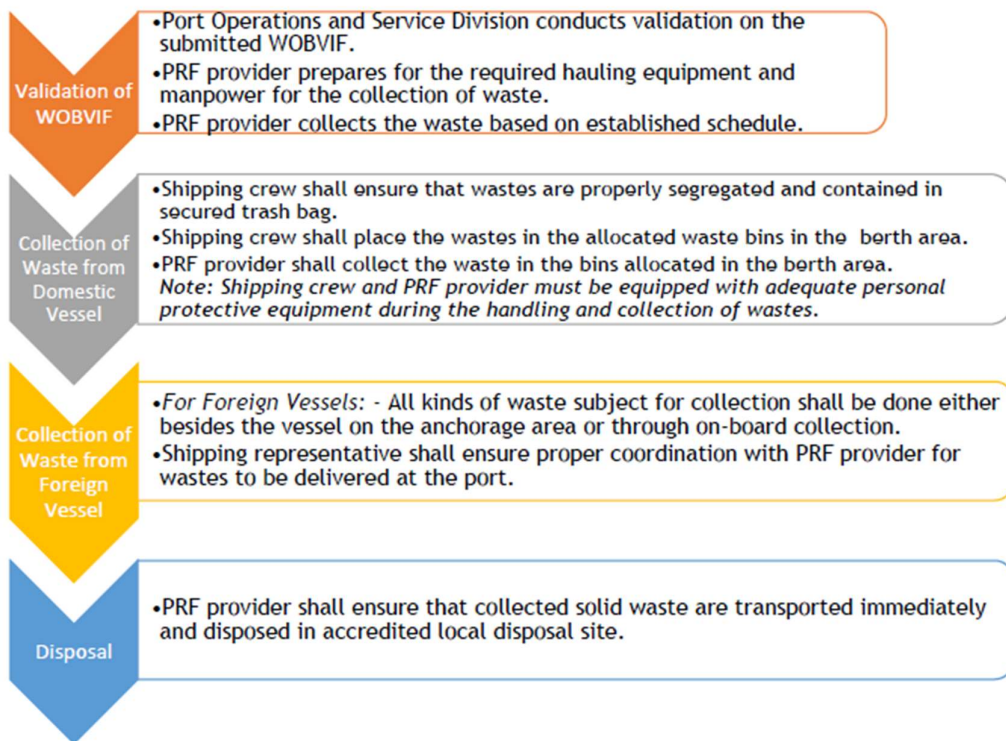 Validation of
WOBVIF
•Port Operations and Service Division conducts validation on the
submitted WOBVIF.
•PRF provider prepares for the required hauling equipment and
manpower for the collection of waste.
•PRF provider collects the waste based on established schedule.
Collection of
Waste from
Domestic
Vessel
•Shipping crew shall ensure that wastes are properly segregated and contained in
secured trash bag.
•Shipping crew shall place the wastes in the allocated waste bins in the berth area.
•PRF provider shall collect the waste in the bins allocated in the berth area.
Note: Shipping crew and PRF provider must be equipped with adequate personal
protective equipment during the handling and collection of wastes.
Collection of
Waste from
Foreign
Vessel
•For Foreign Vessels: - All kinds of waste subject for collection shall be done either
besides the vessel on the anchorage area or through on-board collection.
•Shipping representative shall ensure proper coordination with PRF provider for
wastes to be delivered at the port.
Disposal
•PRF provider shall ensure that collected solid waste are transported immediately
and disposed in accredited local disposal site.